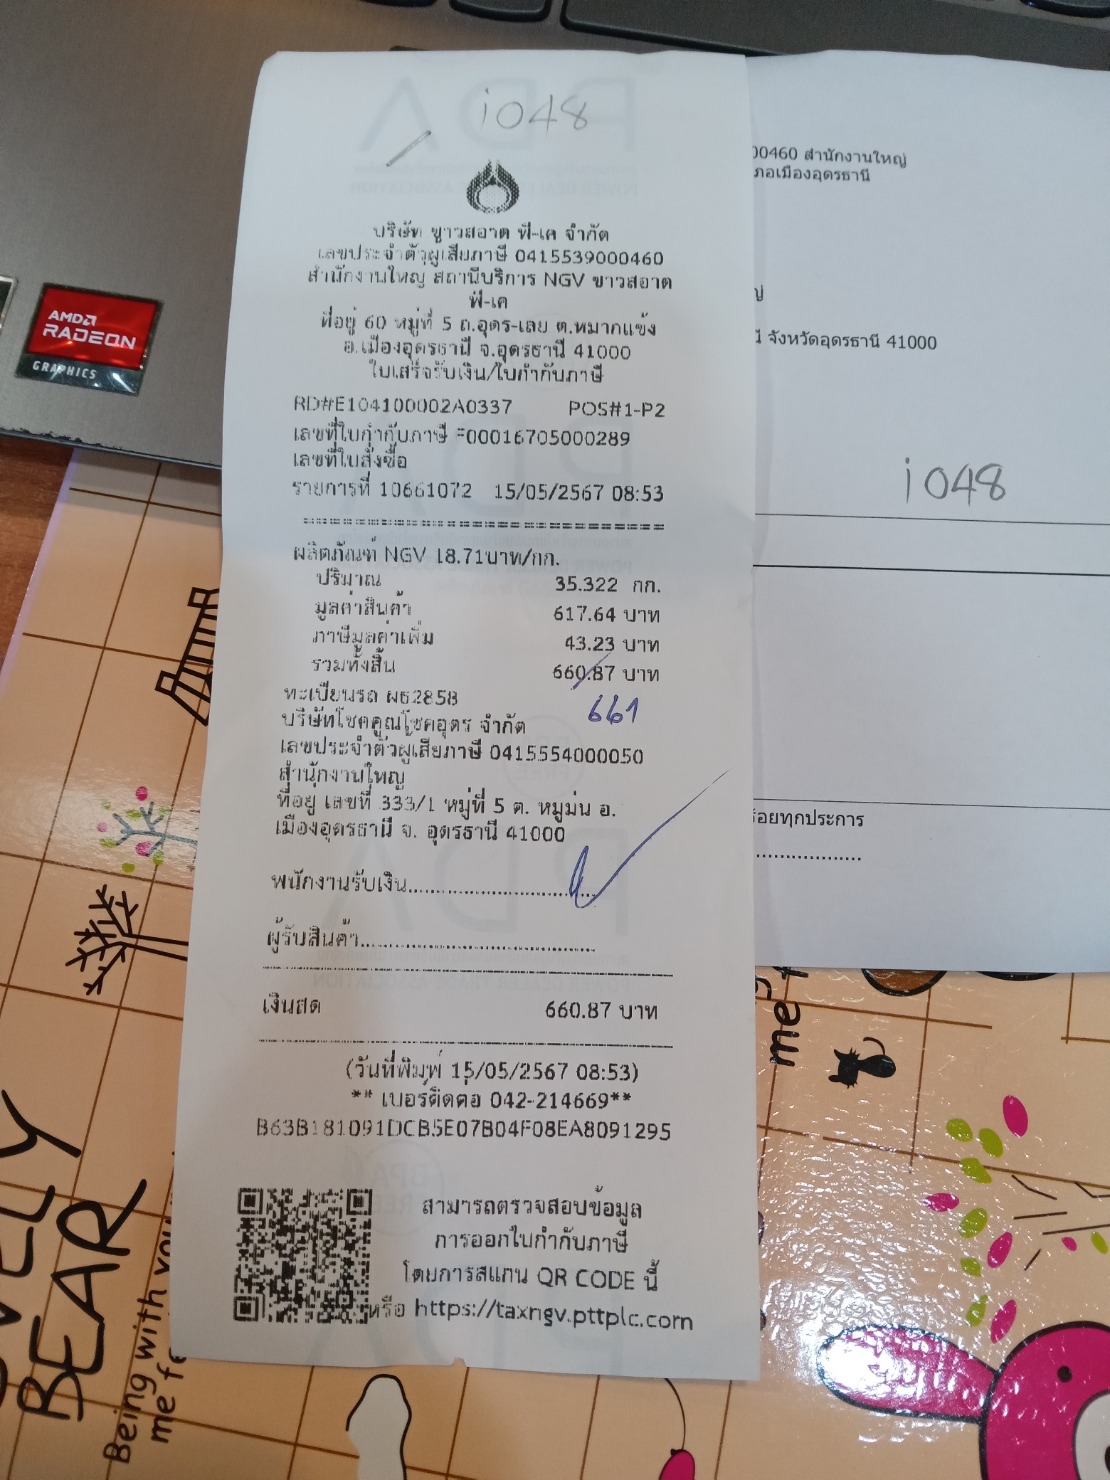 i048
บริษัท ขาวสอาด ฟี-เค จำกัด
เลขประจำตัวผู้เสียภาษี 0415539000460
สำนักงานใหญ่ สถานีบริการ NGV ขาวสอาด
ฟี-เค
ที่อยู่ 60 หมู่ที่ 5 ถ.อุดร-เลย ต.หมากแข้ง
อ.เมืองอุดรธานี จ.อุดรธานี 41000
ใบเสร็จรับเงิน/ใบกำกับภาษี
RD#E104100002A0337 POS#1-P2
เลขที่ใบกำกับภาษี F00016705000289
เลขที่ใบสั่งซื้อ
รายการที่ 10661072 15/05/2567 08:53
ผลิตภัณฑ์ NGV 18.71บาท/กก.
ปริมาณ 35.322 กก.
มูลค่าสินค้า 617.64 บาท
ภาษีมูลค่าเพิ่ม 43.23 บาท
รวมทั้งสิ้น 660.87 บาท
661
ทะเบียนรถ ผธ2858
บริษัทโชคคูณโชคอุดร จำกัด
เลขประจำตัวผู้เสียภาษี 0415554000050
สำนักงานใหญ่
ที่อยู่ เลขที่ 333/1 หมู่ที่ 5 ต. หมูม่น อ.
เมืองอุดรธานี จ. อุดรธานี 41000
พนักงานรับเงิน..............................
ผู้รับสินค้า..............................
เงินสด 660.87 บาท
(วันที่พิมพ์ 15/05/2567 08:53)
** เบอร์ติดต่อ 042-214669**
B63B181091DCB5E07B04F08EA8091295
สามารถตรวจสอบข้อมูล
การออกใบกำกับภาษี
โดยการสแกน QR CODE นี้
หรือ https://taxngv.pttplc.com
00460 สำนักงานใหญ่
ภอเมืองอุดรธานี
จังหวัดอุดรธานี 41000
i048
ร้อยทุกประการ
AMD
RADEON
GRAPHICS
BEAR
Being with
me